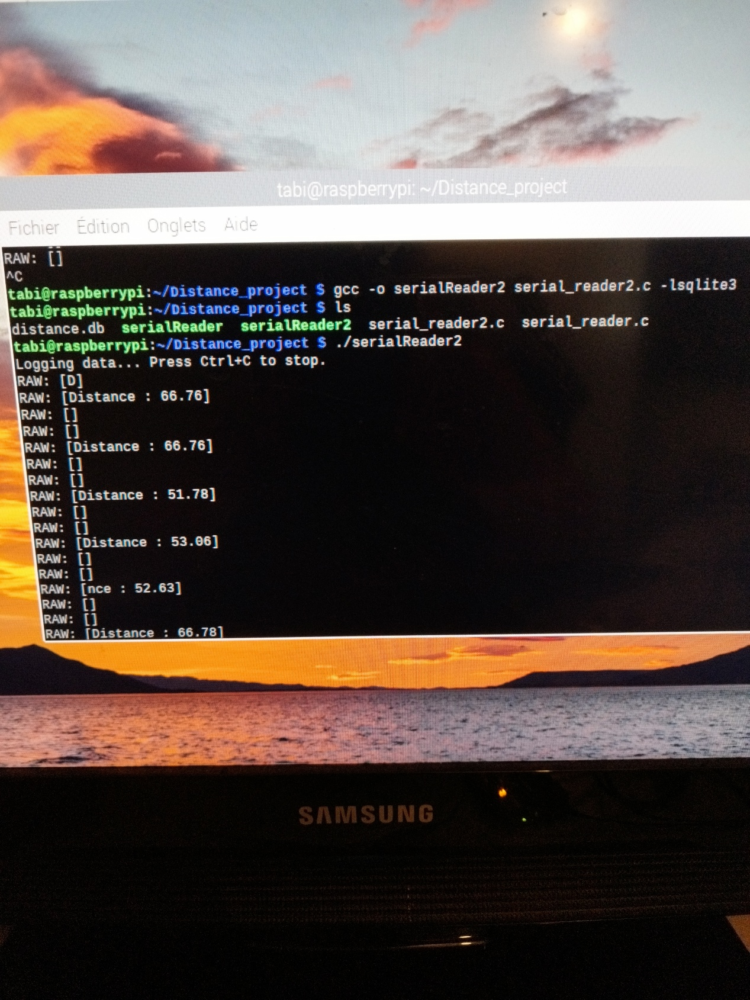 tabi@raspberrypi: ~/Distance_project
Fichier Édition Onglets Aide
RAW: []
^C
tabi@raspberrypi:~/Distance_project $ gcc -o serialReader2 serial_reader2.c -lsqlite3
tabi@raspberrypi:~/Distance_project $ ls
distance.db serialReader serialReader2 serial_reader2.c serial_reader.c
tabi@raspberrypi:~/Distance_project $ ./serialReader2
Logging data... Press Ctrl+C to stop.
RAW: [D]
RAW: [Distance : 66.76]
RAW: []
RAW: []
RAW: [Distance : 66.76]
RAW: []
RAW: []
RAW: [Distance : 51.78]
RAW: []
RAW: []
RAW: [Distance : 53.06]
RAW: []
RAW: []
RAW: [nce : 52.63]
RAW: []
RAW: []
RAW: [Distance : 66.78]
SAMSUNG